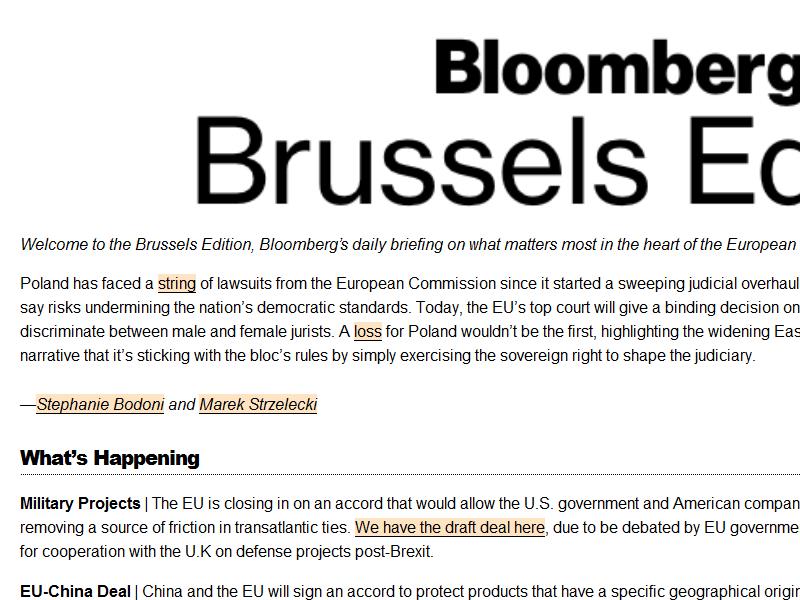 Bloomberg
Brussels Ed
Welcome to the Brussels Edition, Bloomberg's daily briefing on what matters most in the heart of the European
Poland has faced a string of lawsuits from the European Commission since it started a sweeping judicial overhaul
say risks undermining the nation's democratic standards. Today, the EU's top court will give a binding decision on
discriminate between male and female jurists. A loss for Poland wouldn't be the first, highlighting the widening Eas
narrative that it's sticking with the bloc's rules by simply exercising the sovereign right to shape the judiciary.
—Stephanie Bodoni and Marek Strzelecki
What's Happening
Military Projects | The EU is closing in on an accord that would allow the U.S. government and American compan
removing a source of friction in transatlantic ties. We have the draft deal here, due to be debated by EU governme
for cooperation with the U.K on defense projects post-Brexit.
EU-China Deal | China and the EU will sign an accord to protect products that have a specific geographical origin